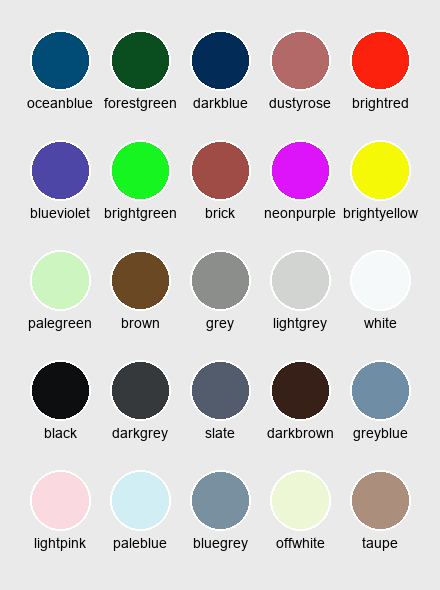 oceanblue forestgreen darkblue dustyrose brightred
blueviolet brightgreen brick neonpurple brightyellow
palegreen brown grey lightgrey white
black darkgrey slate darkbrown greyblue
lightpink paleblue bluegrey offwhite taupe